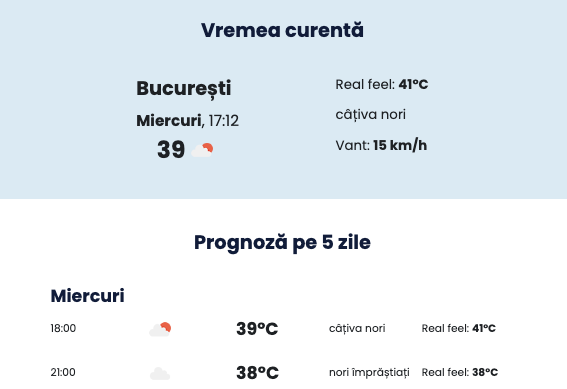 Vremea curentă
București
Miercuri, 17:12
39
Real feel: 41°C
câțiva nori
Vant: 15 km/h
Prognoză pe 5 zile
Miercuri
18:00 39°C câțiva nori Real feel: 41°C
21:00 38°C nori împrăștiați Real feel: 38°C